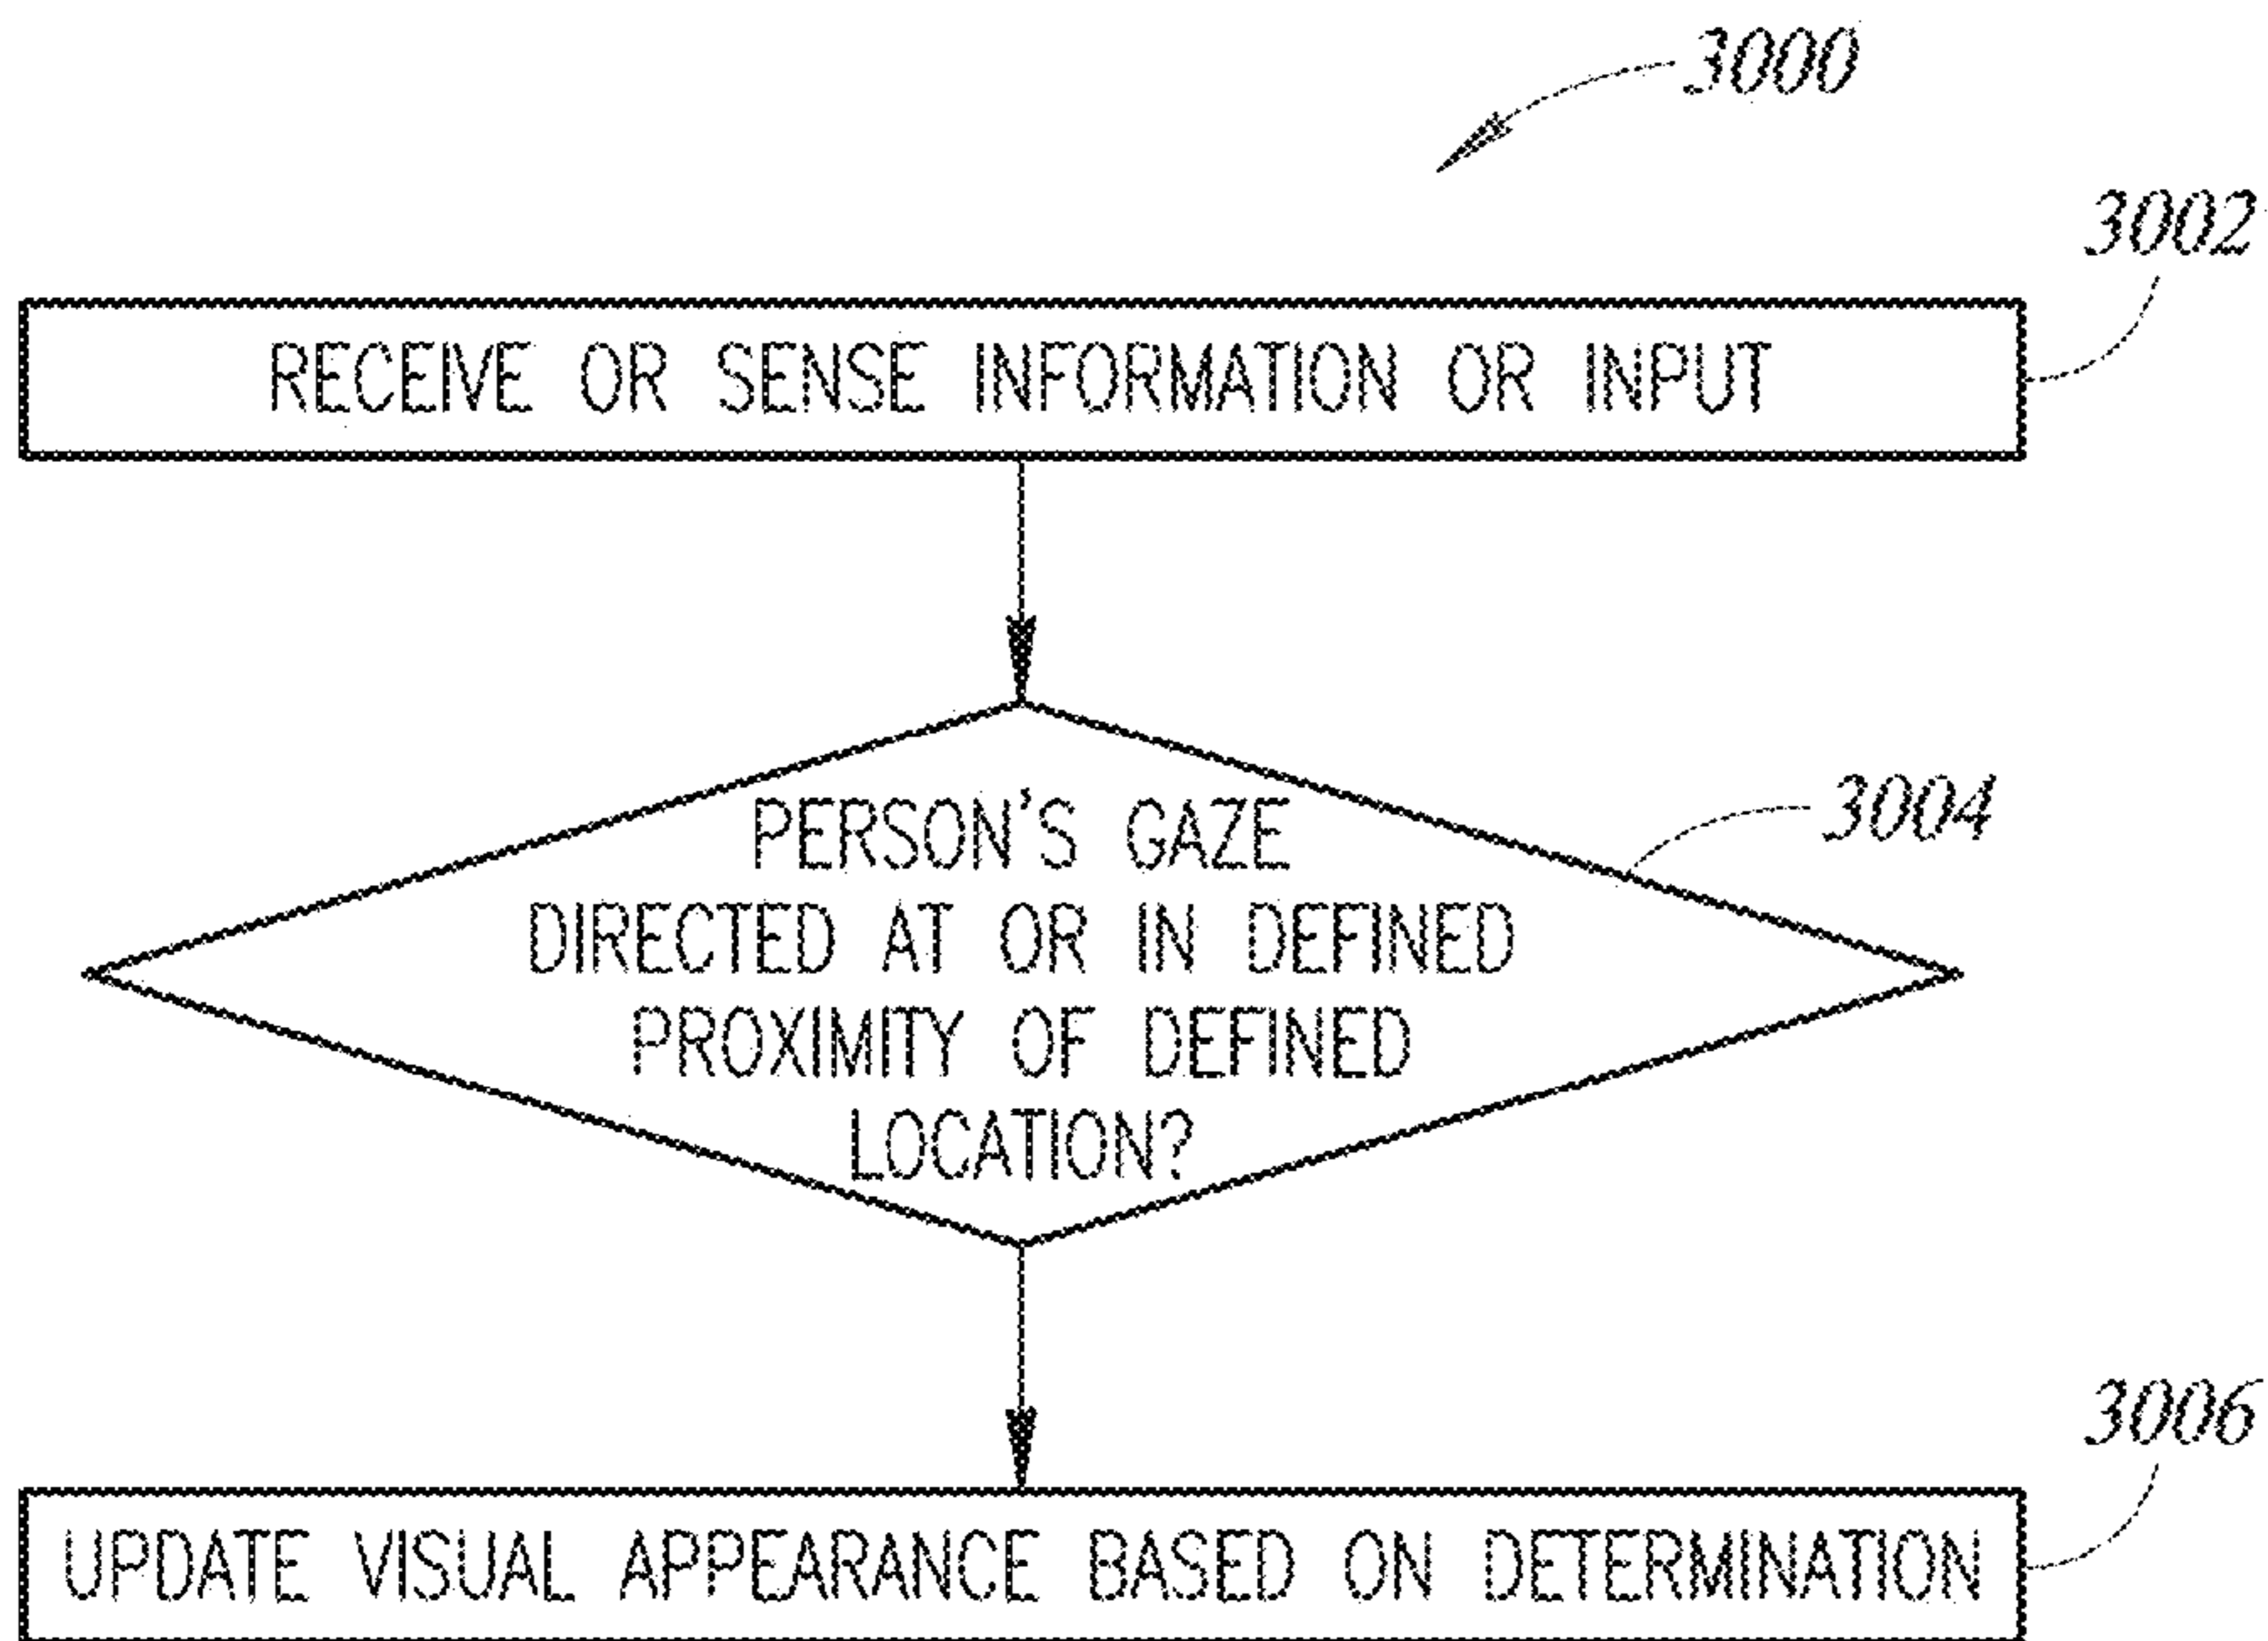 3000
3002
RECEIVE OR SENSE INFORMATION OR INPUT
3004
PERSON'S GAZE
DIRECTED AT OR IN DEFINED
PROXIMITY OF DEFINED
LOCATION?
3006
UPDATE VISUAL APPEARANCE BASED ON DETERMINATION